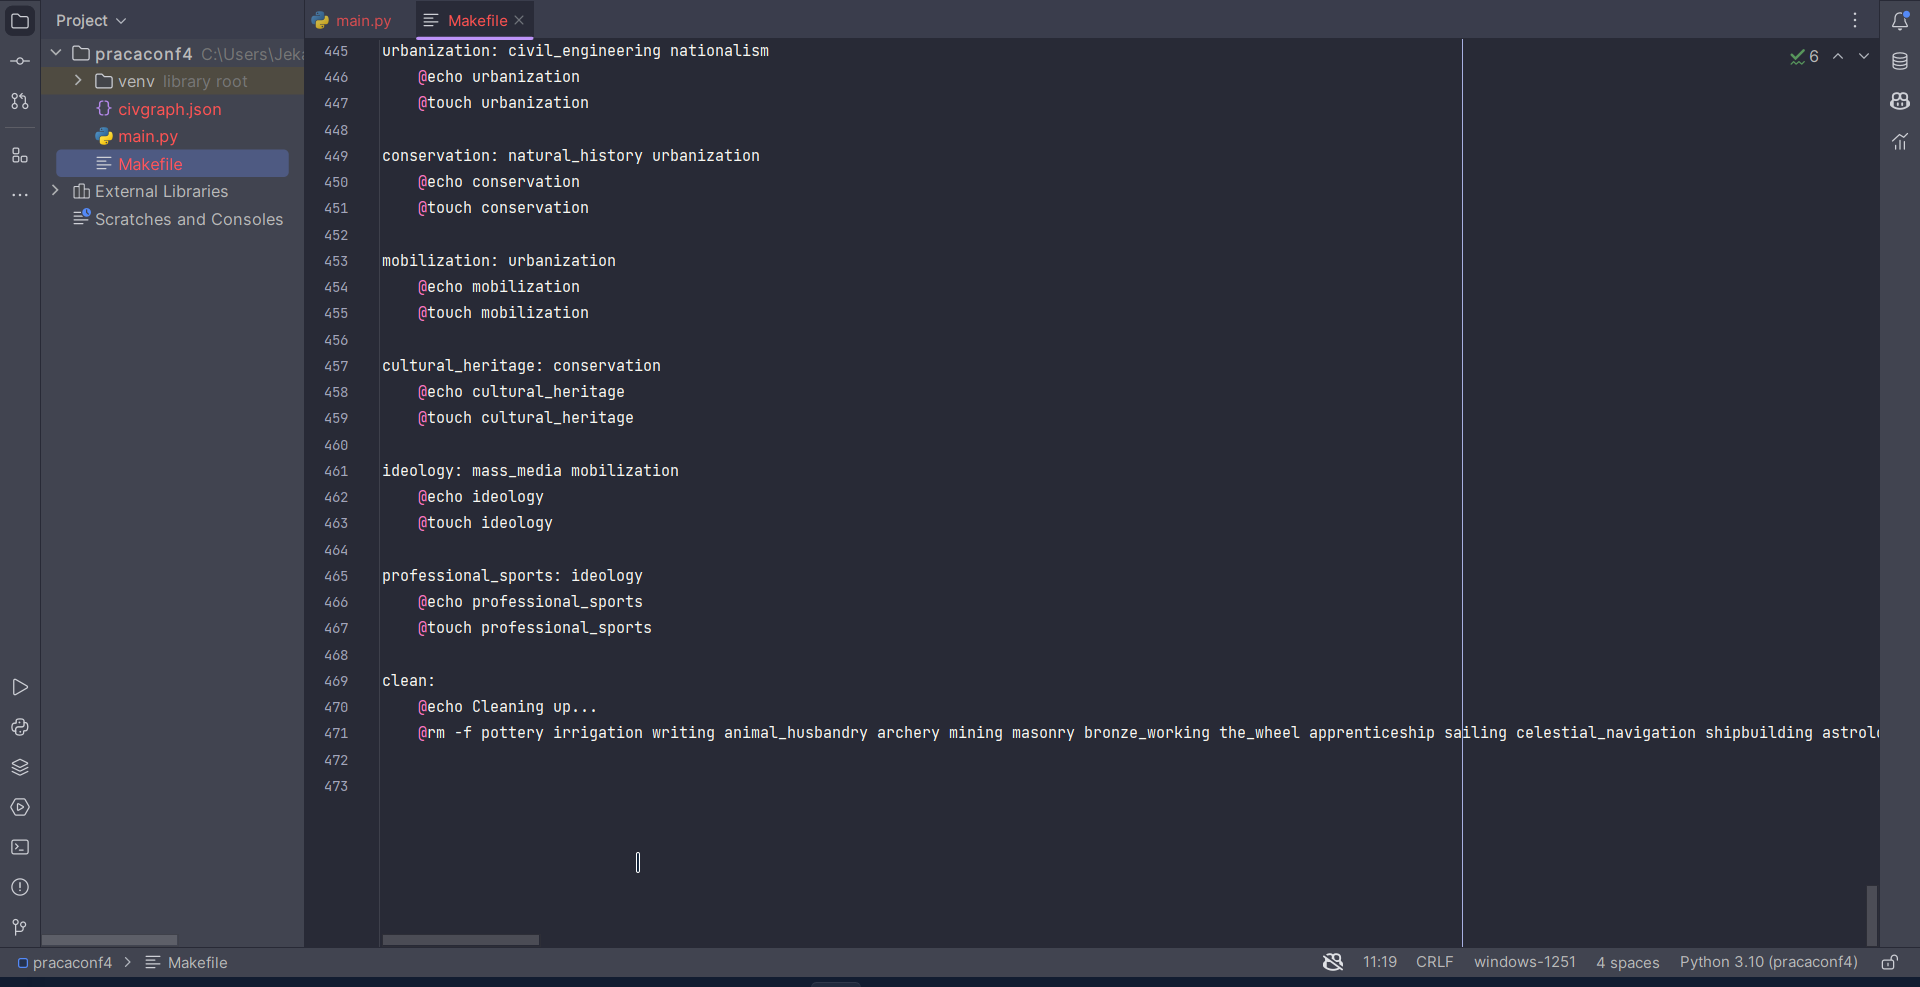 Project
main.py
Makefile
pracaconf4 C:\Users\Jeka
venv library root
civgraph.json
main.py
Makefile
External Libraries
Scratches and Consoles
6
445 urbanization: civil_engineering nationalism
446 @echo urbanization
447 @touch urbanization
448
449 conservation: natural_history urbanization
450 @echo conservation
451 @touch conservation
452
453 mobilization: urbanization
454 @echo mobilization
455 @touch mobilization
456
457 cultural_heritage: conservation
458 @echo cultural_heritage
459 @touch cultural_heritage
460
461 ideology: mass_media mobilization
462 @echo ideology
463 @touch ideology
464
465 professional_sports: ideology
466 @echo professional_sports
467 @touch professional_sports
468
469 clean:
470 @echo Cleaning up...
471 @rm -f pottery irrigation writing animal_husbandry archery mining masonry bronze_working the_wheel apprenticeship sailing celestial_navigation shipbuilding astrolo
472
473
pracaconf4 > Makefile
11:19 CRLF windows-1251 4 spaces Python 3.10 (pracaconf4)